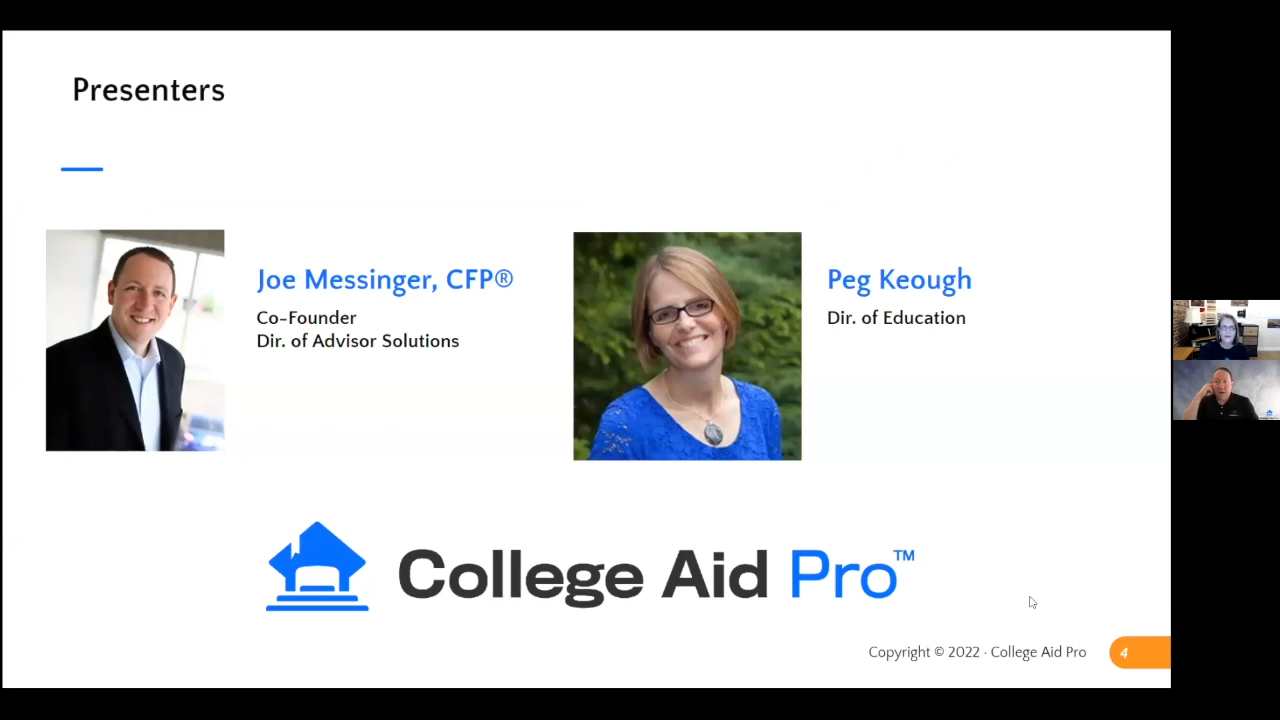 Presenters
Joe Messinger, CFP®
Co-Founder
Dir. of Advisor Solutions
Peg Keough
Dir. of Education
College Aid Pro™
Copyright © 2022 · College Aid Pro
4